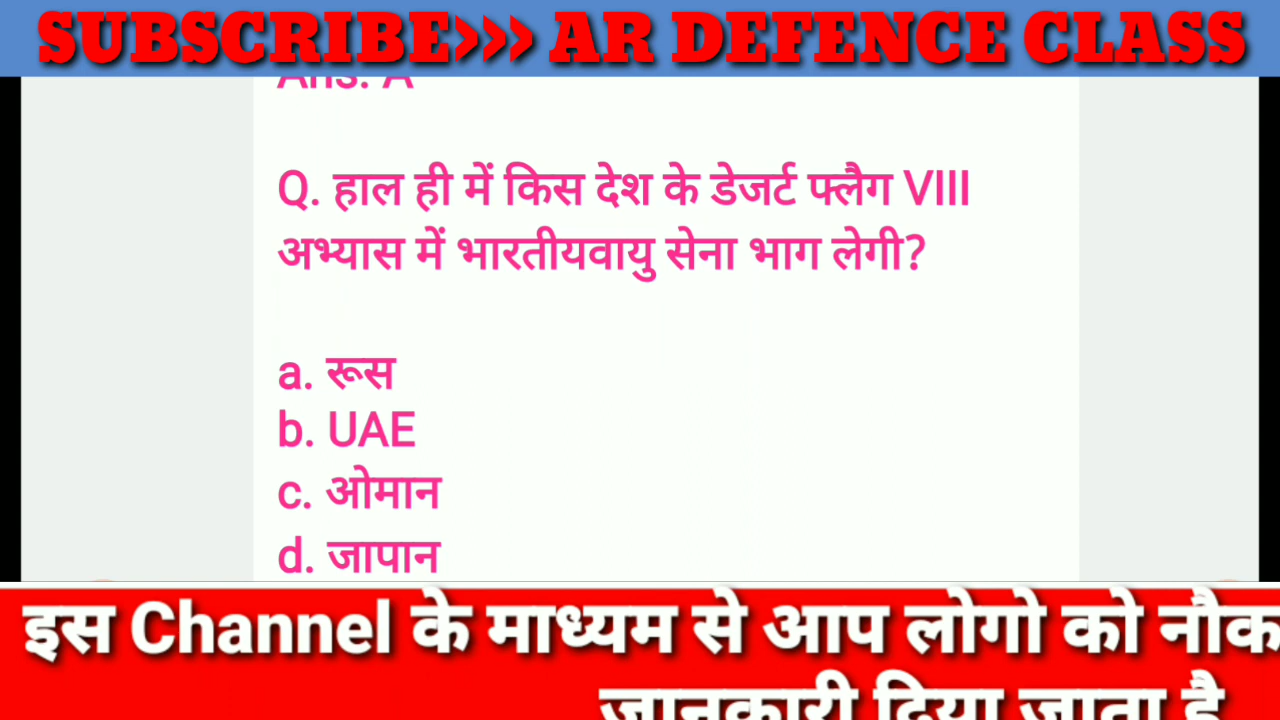 SUBSCRIBE>>> AR DEFENCE CLASS
Ans. A
Q. हाल ही में किस देश के डेजर्ट फ्लैग VIII
अभ्यास में भारतीयवायु सेना भाग लेगी?
a. रूस
b. UAE
c. ओमान
d. जापान
इस Channel के माध्यम से आप लोगो को नौक
जानकारी दिया जाता है